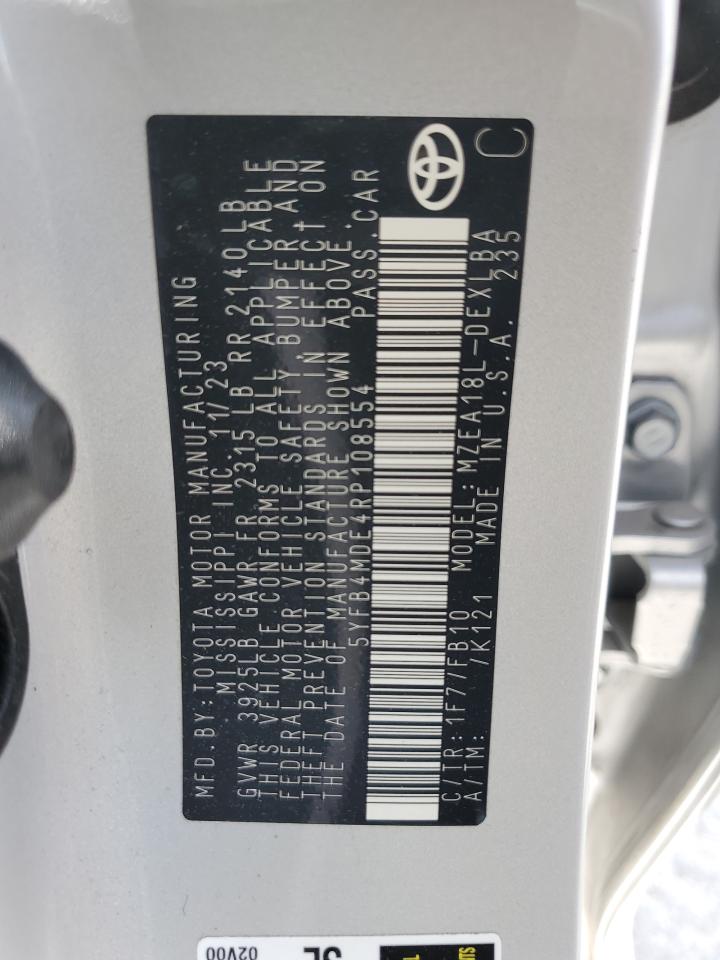 MFD.BY:TOYOTA MOTOR MANUFACTURING
MISSISSIPPI INC.11/23
GVWR 3925LB GAWR FR 2315 LB RR 2140LB
THIS VEHICLE CONFORMS TO ALL APPLICABLE
FEDERAL MOTOR VEHICLE SAFETY, BUMPER, AND
THEFT PREVENTION STANDARDS IN EFFECT ON
THE DATE OF MANUFACTURE SHOWN ABOVE.
5YFB4MDE4RP108554 PASS.CAR
C/TR:1F7/FB10 MODEL:MZEA18L-DEXLBA
A/TM: /K121 MADE IN U.S.A. 235
C
02V00